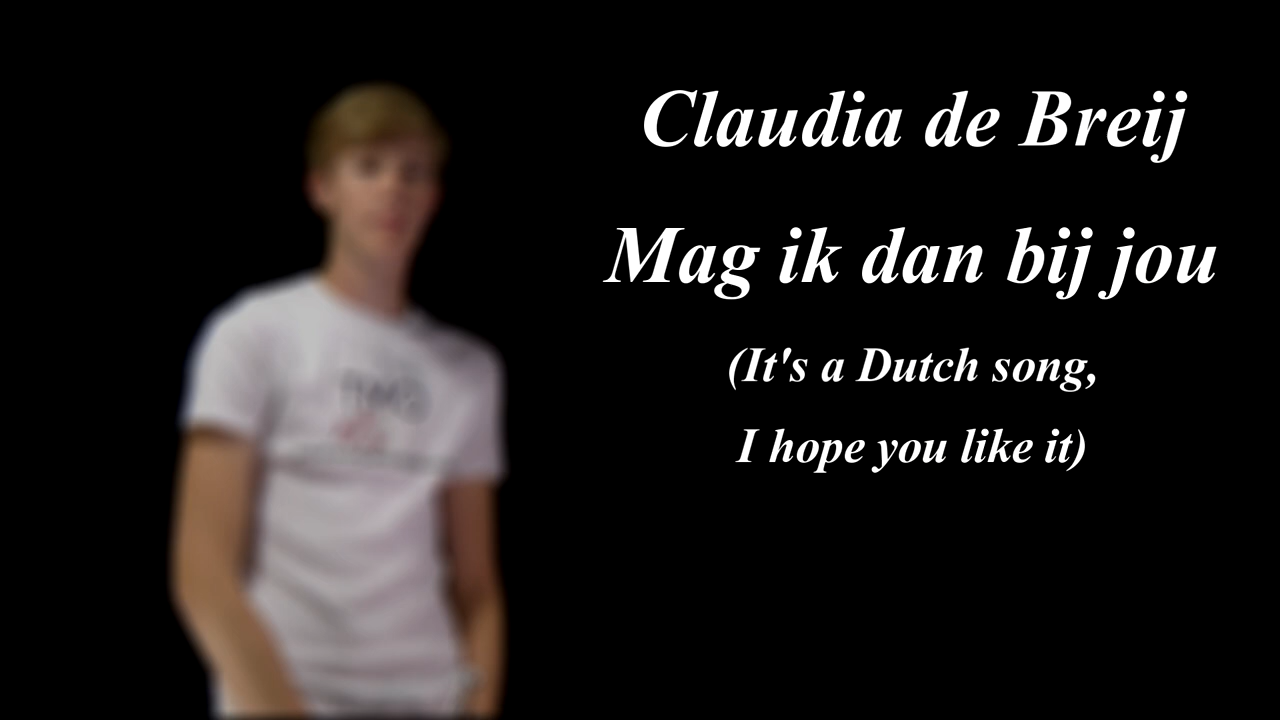 Claudia de Breij
Mag ik dan bij jou
(It's a Dutch song,
I hope you like it)